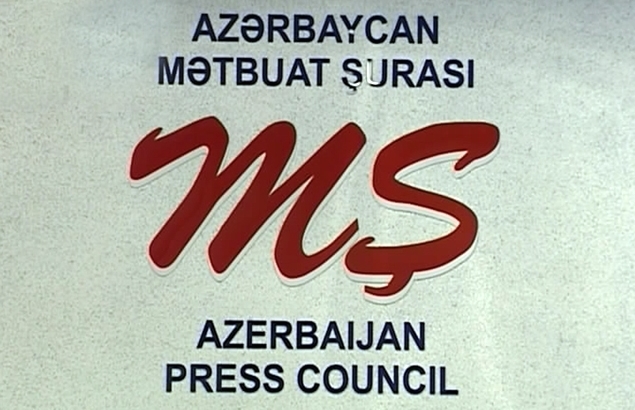 AZƏRBAYCAN
MƏTBUAT ŞURASI
MŞ
AZERBAIJAN
PRESS COUNCIL